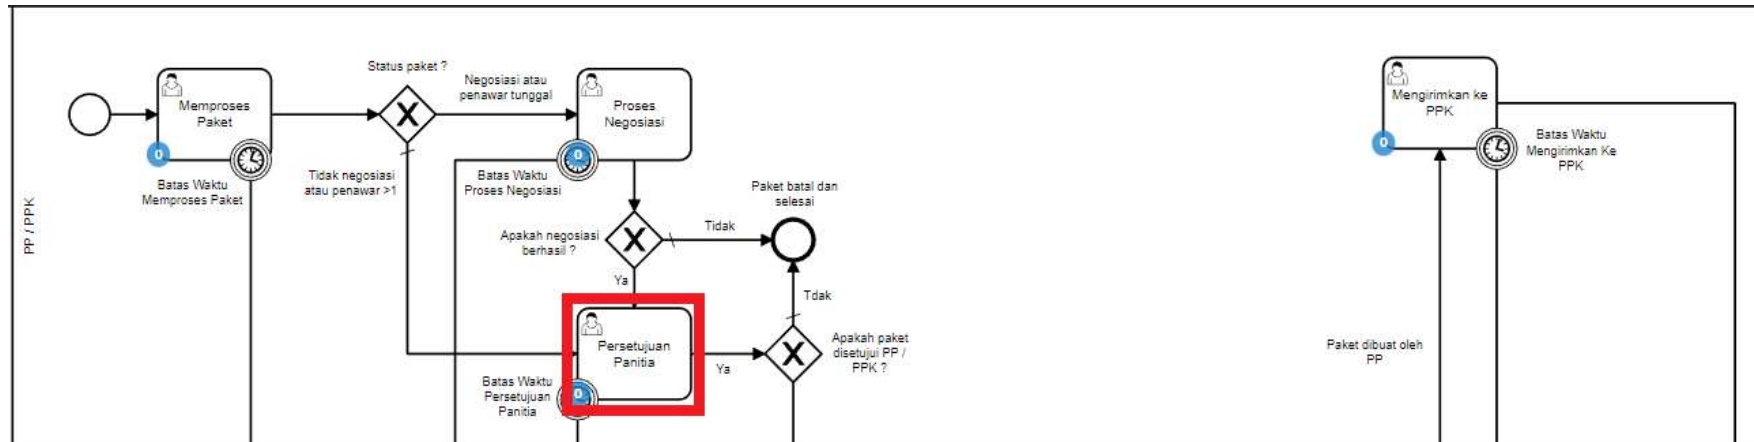 PP / PPK
Memproses
Paket
0
Batas Waktu
Memproses Paket
Status paket ?
X
Negosiasi atau
penawar tunggal
Tidak negosiasi
atau penawar >1
Proses
Negosiasi
0
Batas Waktu
Proses Negosiasi
Apakah negosiasi
berhasil ?
X
Tidak
Paket batal dan
selesai
Ya
Persetujuan
Panitia
0
Batas Waktu
Persetujuan
Panitia
Ya
X
Tdak
Apakah paket
disetujui PP /
PPK ?
Mengirimkan ke
PPK
0
Batas Waktu
Mengirimkan Ke
PPK
Paket dibuat oleh
PP